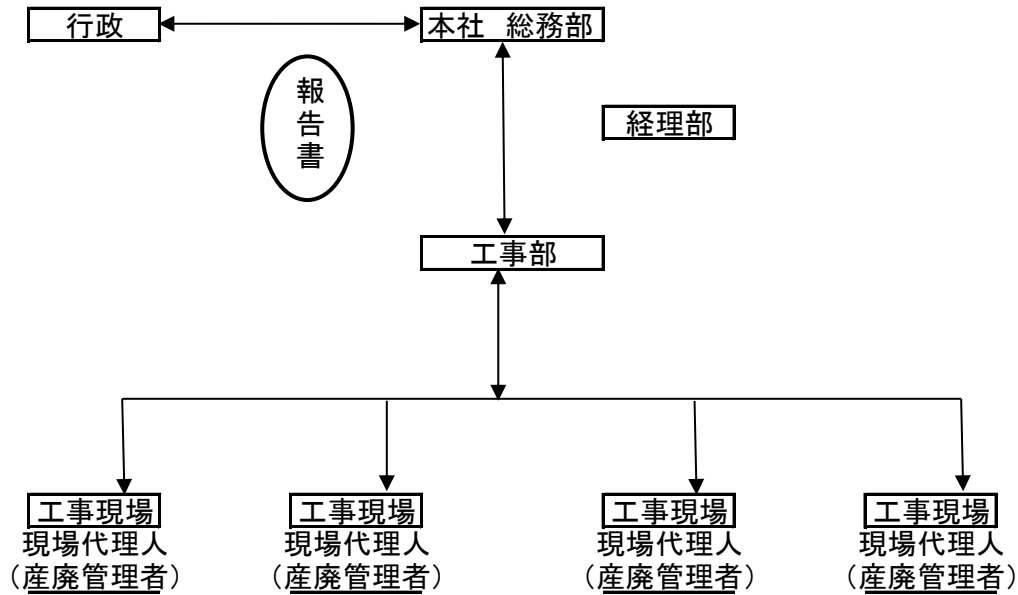 行政
本社　総務部
報告書
経理部
工事部
工事現場
現場代理人
（産廃管理者）
工事現場
現場代理人
（産廃管理者）
工事現場
現場代理人
（産廃管理者）
工事現場
現場代理人
（産廃管理者）